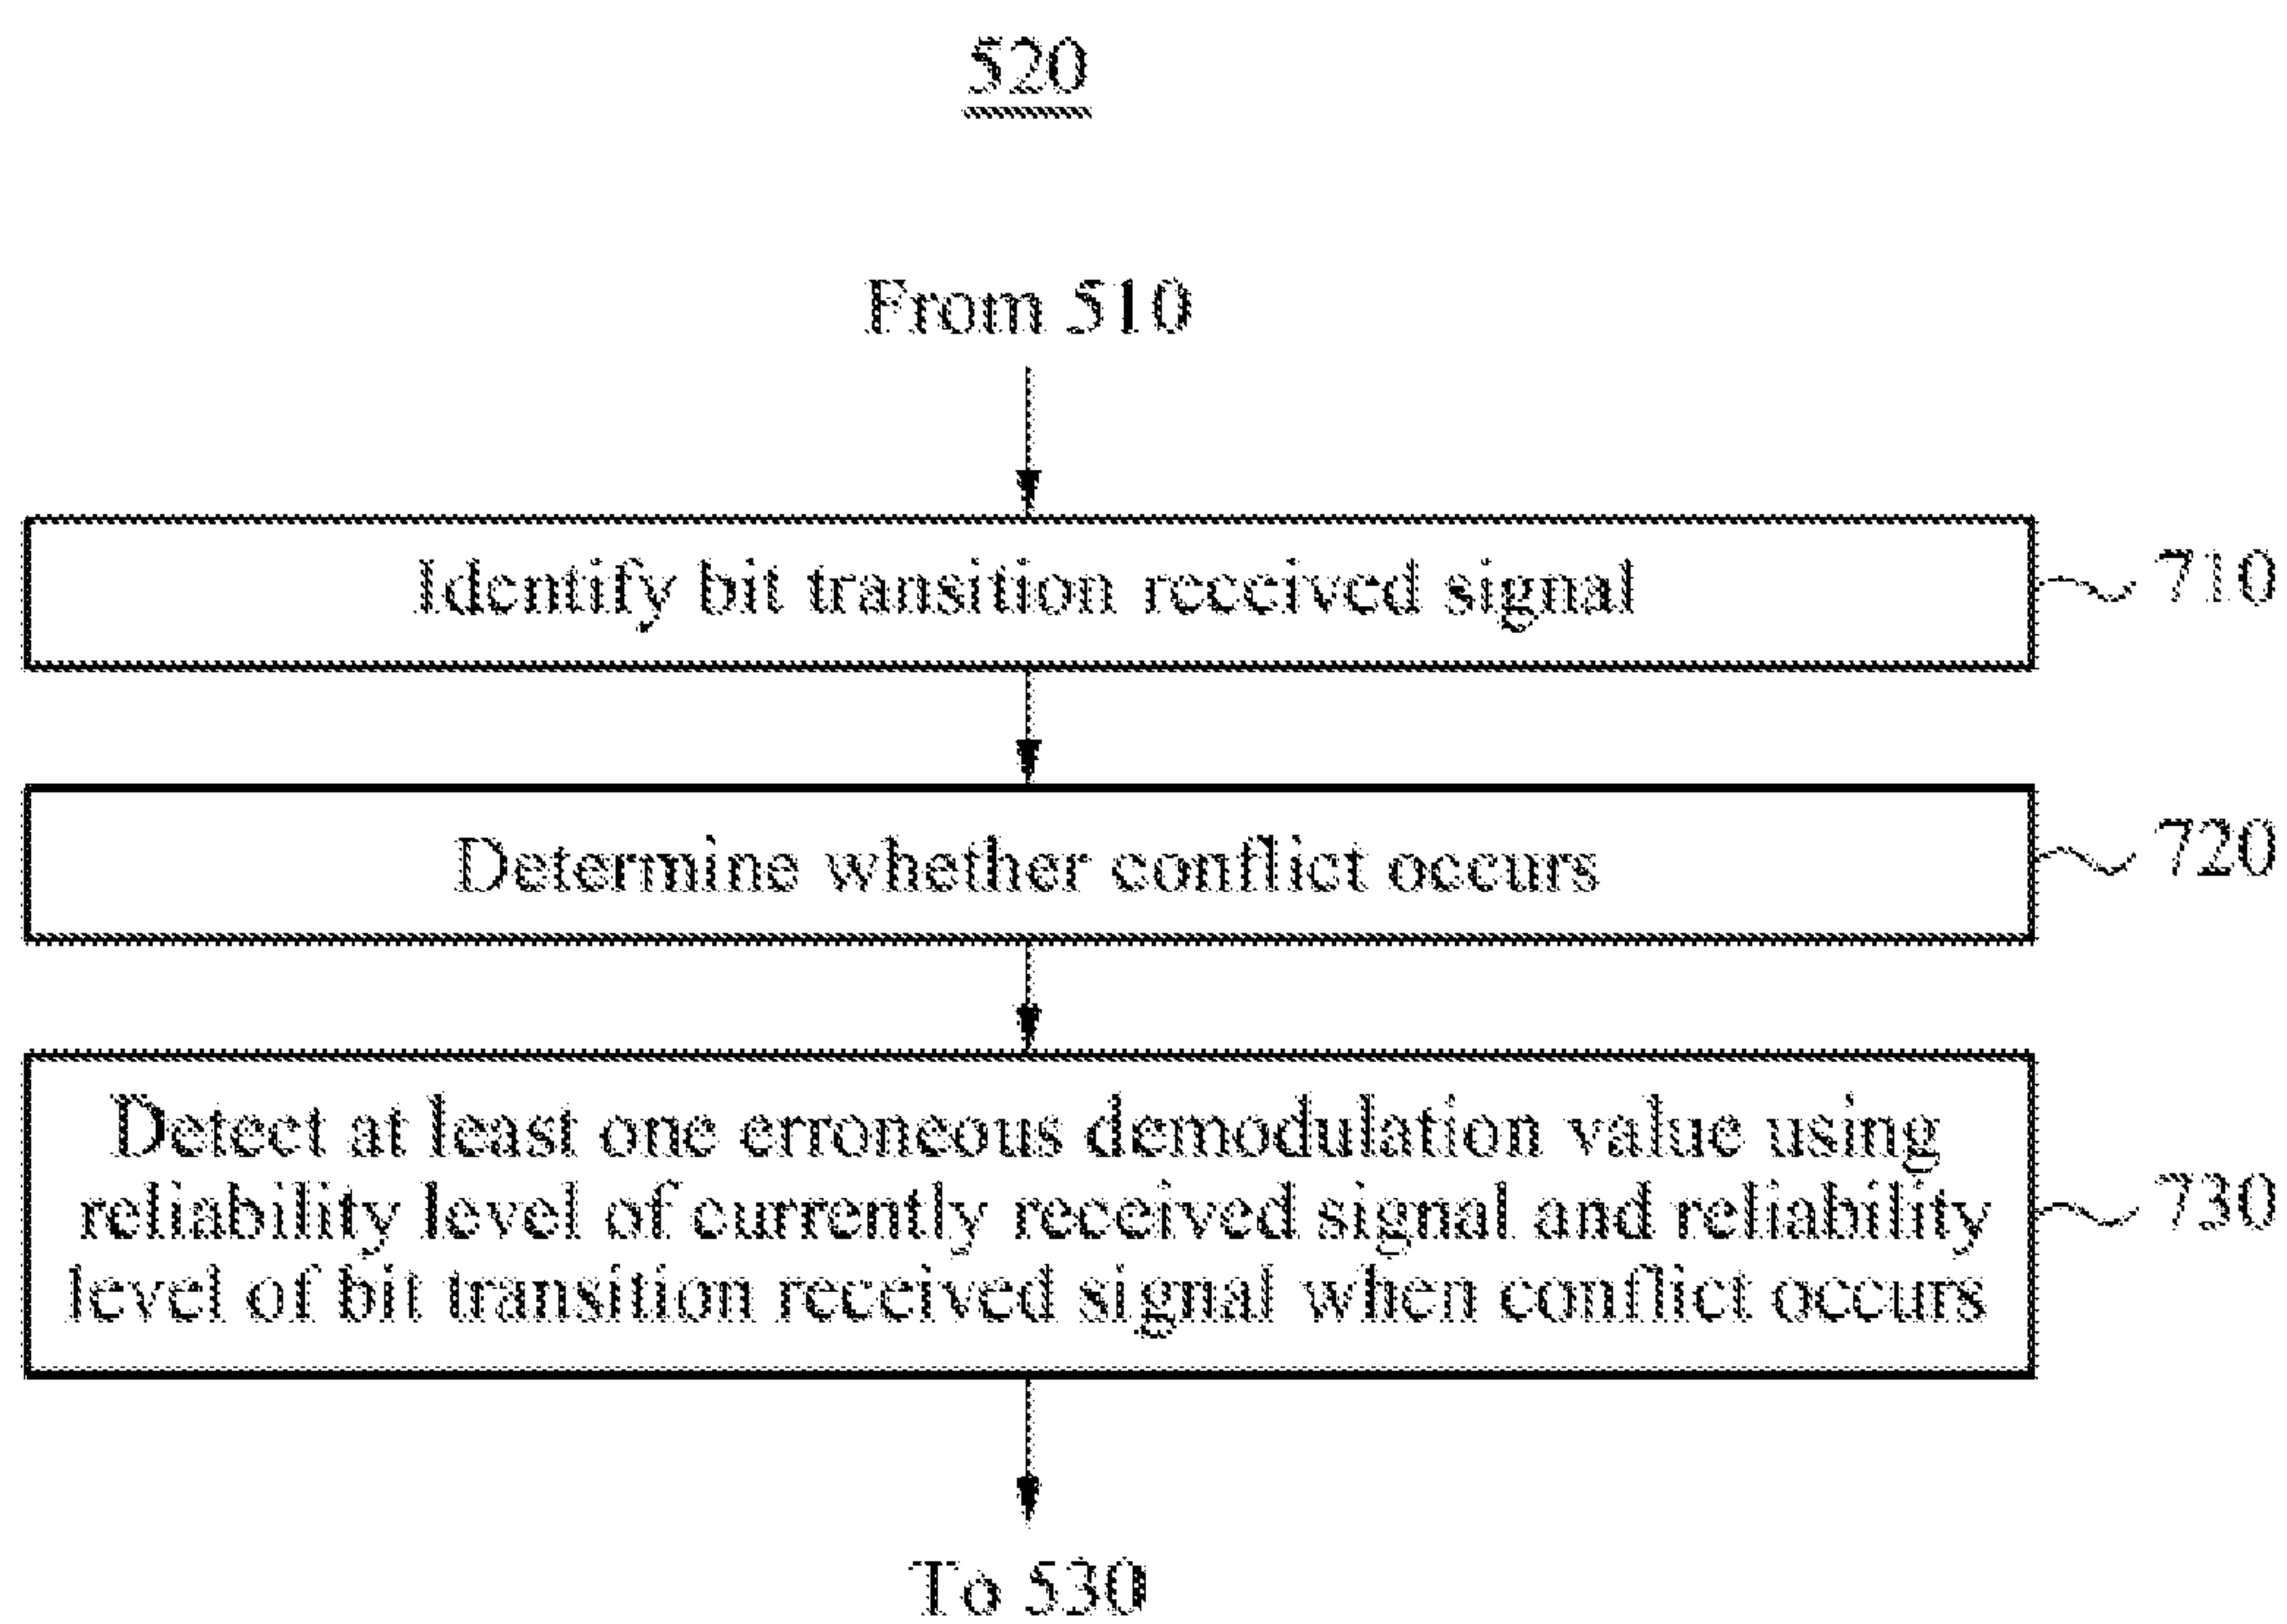 520
From 510
Identify bit transition received signal
710
Determine whether conflict occurs
720
Detect at least one erroneous demodulation value using
reliability level of currently received signal and reliability
level of bit transition received signal when conflict occurs
730
To 530